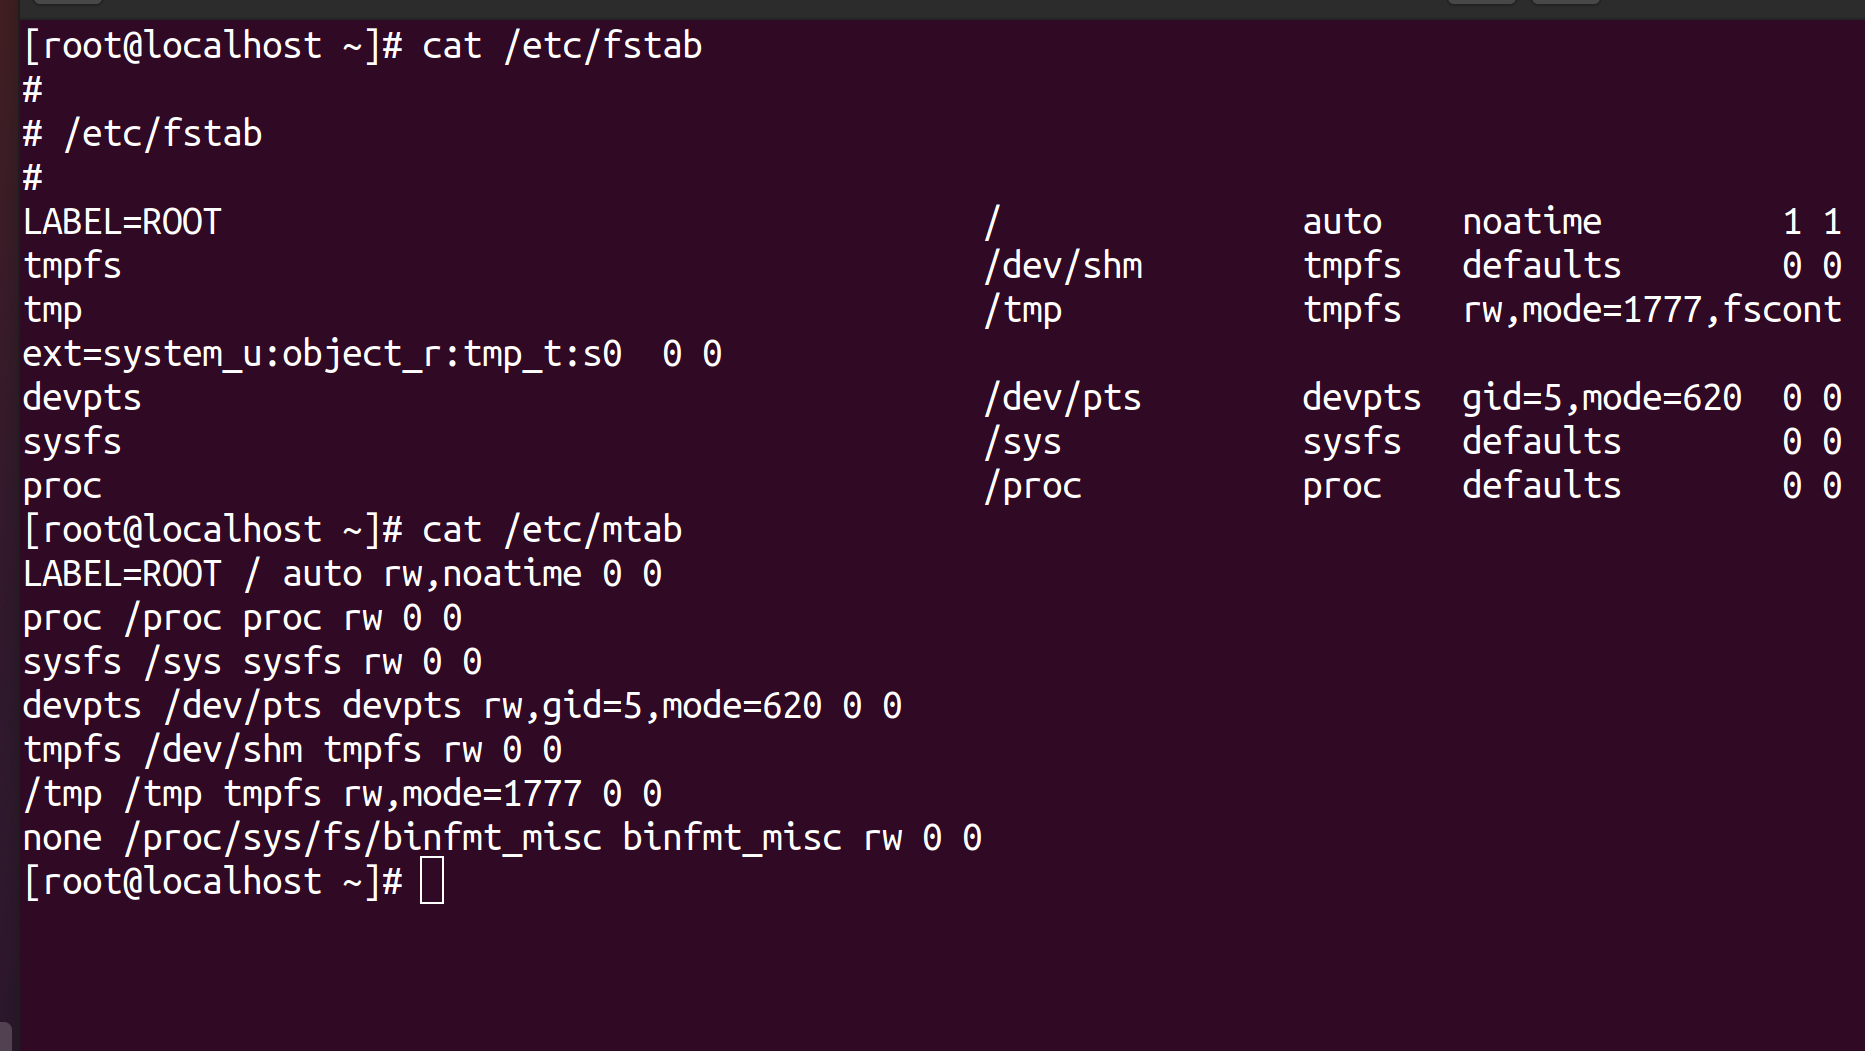 [root@localhost ~]# cat /etc/fstab
#
# /etc/fstab
#
LABEL=ROOT                                      /               auto    noatime         1 1
tmpfs                                           /dev/shm        tmpfs   defaults        0 0
tmp                                             /tmp            tmpfs   rw,mode=1777,fscont
ext=system_u:object_r:tmp_t:s0  0 0
devpts                                          /dev/pts        devpts  gid=5,mode=620  0 0
sysfs                                           /sys            sysfs   defaults        0 0
proc                                            /proc           proc    defaults        0 0
[root@localhost ~]# cat /etc/mtab
LABEL=ROOT / auto rw,noatime 0 0
proc /proc proc rw 0 0
sysfs /sys sysfs rw 0 0
devpts /dev/pts devpts rw,gid=5,mode=620 0 0
tmpfs /dev/shm tmpfs rw 0 0
/tmp /tmp tmpfs rw,mode=1777 0 0
none /proc/sys/fs/binfmt_misc binfmt_misc rw 0 0
[root@localhost ~]#